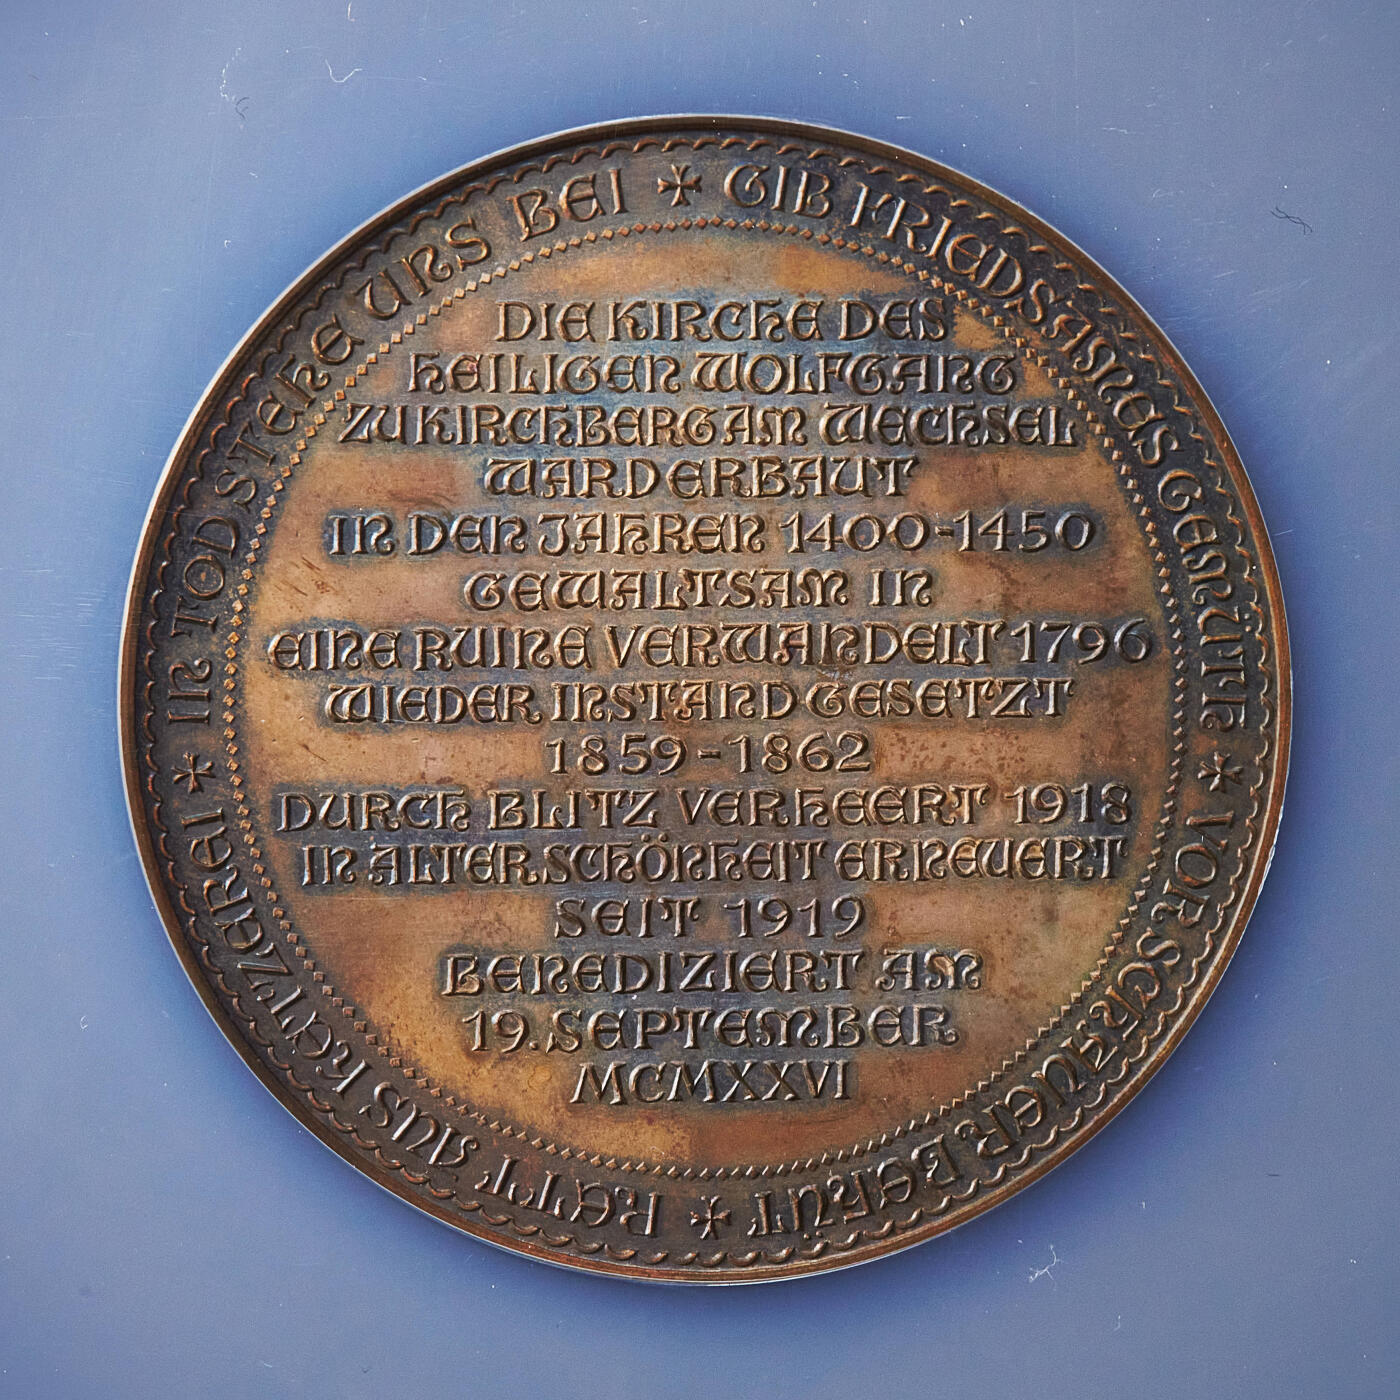 ✠ GIB FRIEDSAMES GEMÜTE ✠ VOR SCHAUER BEHÜT ✠ RETT AUS KETZEREI ✠ IN TOD STEHE UNS BEI
DIE KIRCHE DES
HEILIGEN WOLFGANG
ZU KIRCHBERG AM WECHSEL
WARD ERBAUT
IN DEN JAHREN 1400-1450
GEWALTSAM IN
EINE RUINE VERWANDELT 1796
WIEDER INSTAND GESETZT
1859-1862
DURCH BLITZ VERHEERT 1918
IN ALTER SCHÖNHEIT ERNEUERT
SEIT 1919
BENEDIZIERT AM
19. SEPTEMBER
MCMXXVI